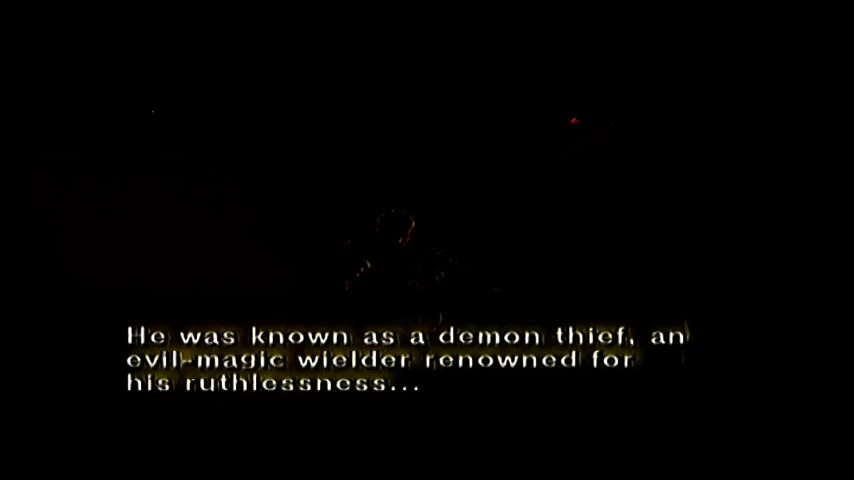 He was known as a demon thief, an
evil-magic wielder renowned for
his ruthlessness...